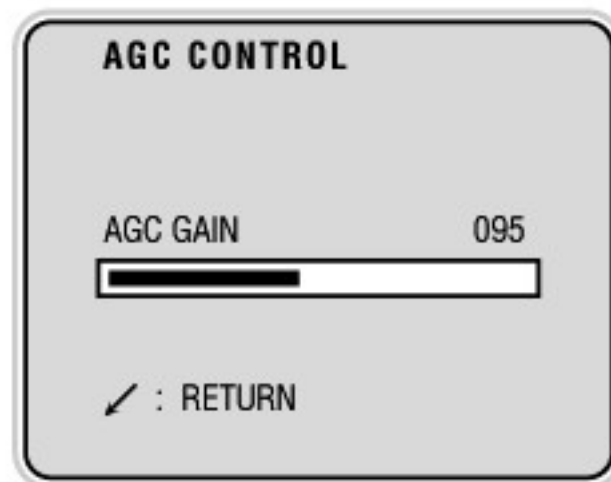 AGC CONTROL
AGC GAIN 095
↙ : RETURN